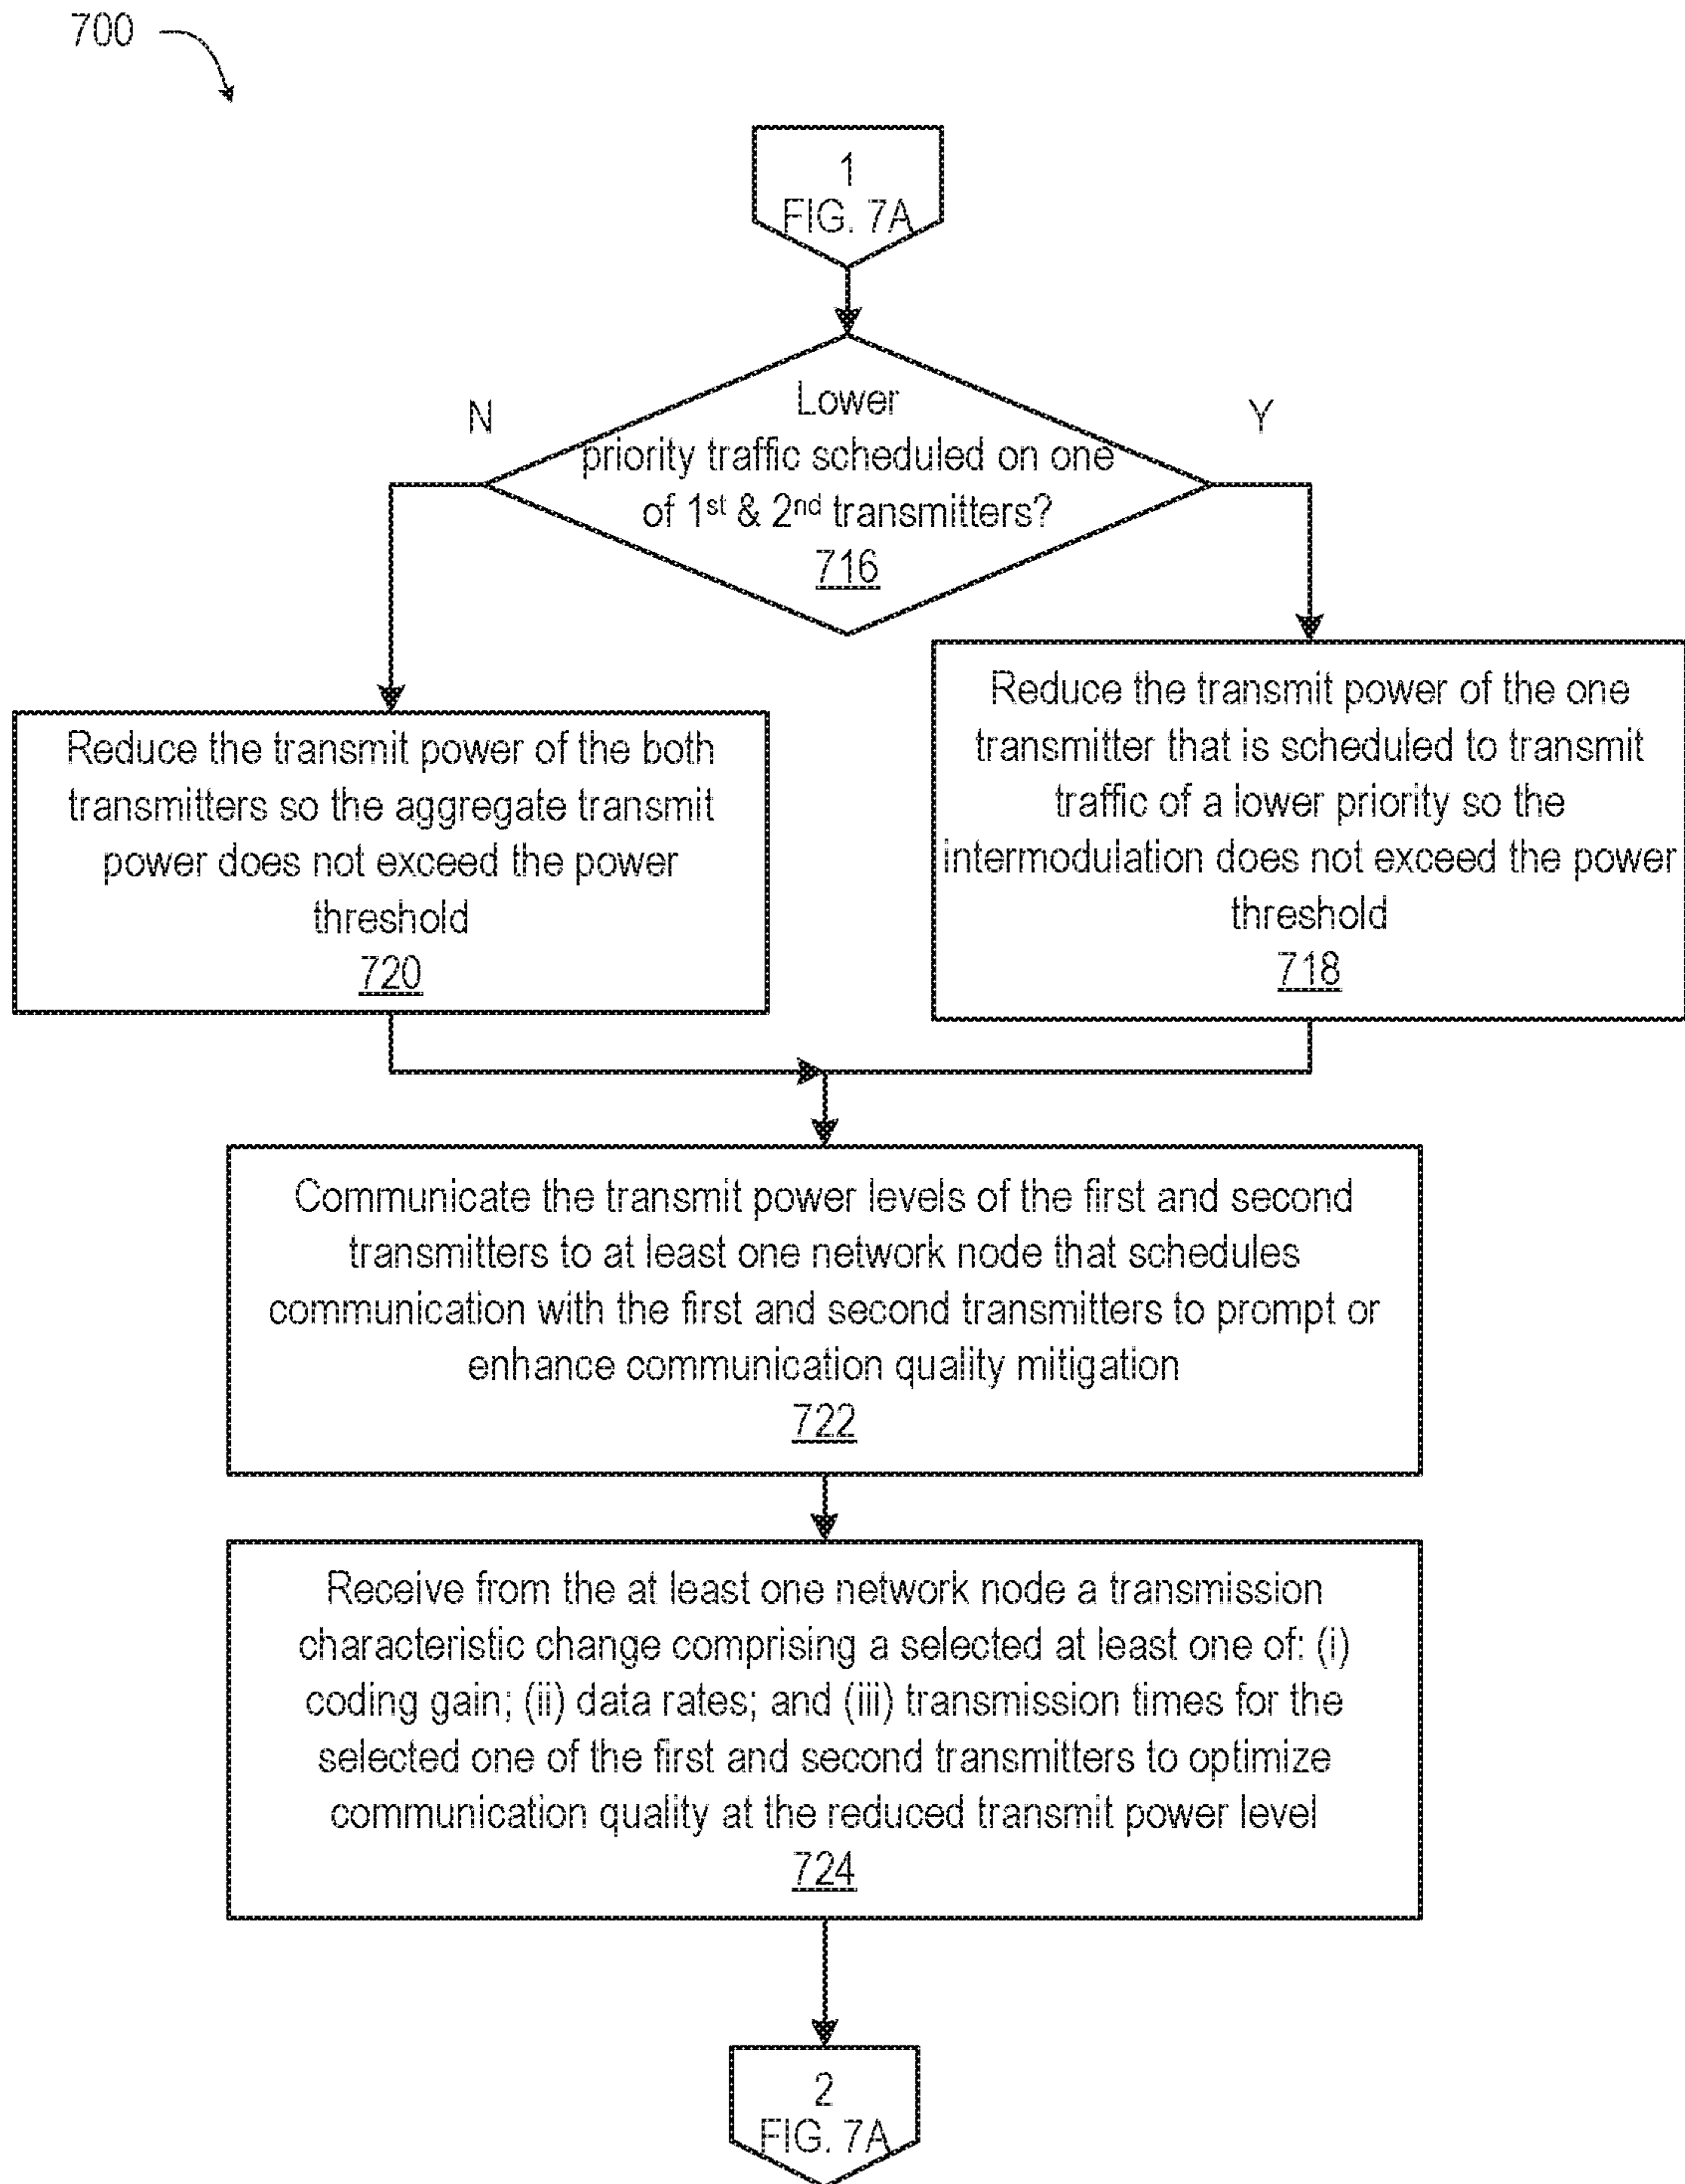 700
1
FIG. 7A
Lower
priority traffic scheduled on one
of 1st & 2nd transmitters?
716
N
Y
Reduce the transmit power of the both
transmitters so the aggregate transmit
power does not exceed the power
threshold
720
Reduce the transmit power of the one
transmitter that is scheduled to transmit
traffic of a lower priority so the
intermodulation does not exceed the power
threshold
718
Communicate the transmit power levels of the first and second
transmitters to at least one network node that schedules
communication with the first and second transmitters to prompt or
enhance communication quality mitigation
722
Receive from the at least one network node a transmission
characteristic change comprising a selected at least one of: (i)
coding gain; (ii) data rates; and (iii) transmission times for the
selected one of the first and second transmitters to optimize
communication quality at the reduced transmit power level
724
2
FIG. 7A